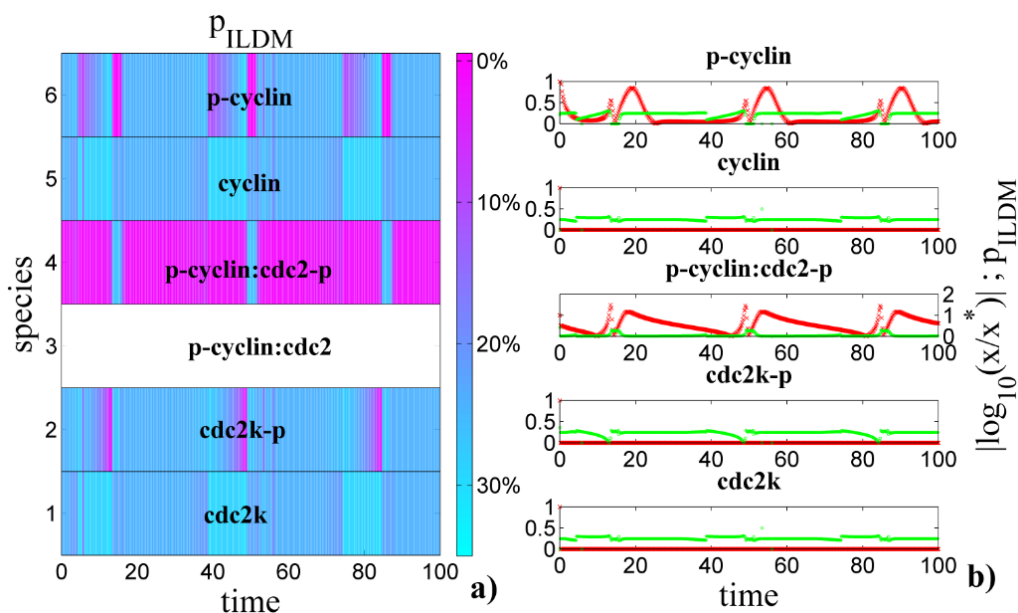 p_ILDM
species
6
5
4
3
2
1
p-cyclin
cyclin
p-cyclin:cdc2-p
p-cyclin:cdc2
cdc2k-p
cdc2k
0 20 40 60 80 100
time
0%
10%
20%
30%
a)
p-cyclin
1
0.5
0
0 20 40 60 80 100
cyclin
1
0.5
0
0 20 40 60 80 100
p-cyclin:cdc2-p
2
1
0
0 20 40 60 80 100
cdc2k-p
1
0.5
0
0 20 40 60 80 100
cdc2k
1
0.5
0
0 20 40 60 80 100
time
|log₁₀(x/x*)| ; p_ILDM
b)